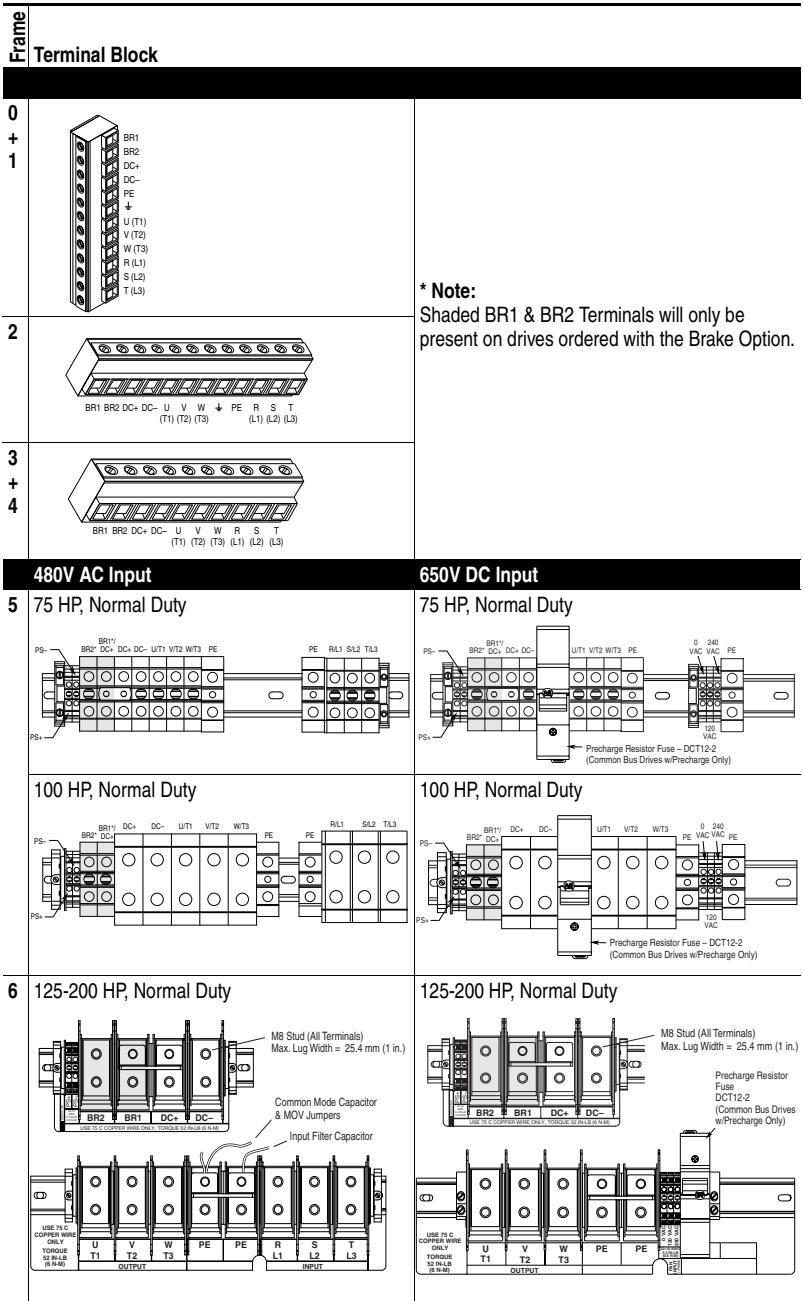 Frame
Terminal Block
0
+
1
BR1
BR2
DC+
DC–
PE
U (T1)
V (T2)
W (T3)
R (L1)
S (L2)
T (L3)
* Note:
Shaded BR1 & BR2 Terminals will only be
present on drives ordered with the Brake Option.
2
BR1 BR2 DC+ DC– U V W PE R S T
(T1) (T2) (T3) (L1) (L2) (L3)
3
+
4
BR1 BR2 DC+ DC– U V W R S T
(T1) (T2) (T3) (L1) (L2) (L3)
480V AC Input
650V DC Input
5
75 HP, Normal Duty
PS–
BR1*/
BR2* DC+ DC+ DC– U/T1 V/T2 W/T3 PE
PE R/L1 S/L2 T/L3
PS+
75 HP, Normal Duty
PS–
BR1*/
BR2* DC+ DC+ DC–
U/T1 V/T2 W/T3 PE
0 240
VAC VAC PE
PS+
120
VAC
Precharge Resistor Fuse – DCT12-2
(Common Bus Drives w/Precharge Only)
100 HP, Normal Duty
PS–
BR1*/
BR2* DC+
DC+ DC– U/T1 V/T2 W/T3
PE
PE
R/L1 S/L2 T/L3
PS+
100 HP, Normal Duty
PS–
BR1*/
BR2* DC+
DC+ DC–
U/T1 V/T2 W/T3
0 240
PE VAC VAC PE
PS+
120
VAC
Precharge Resistor Fuse – DCT12-2
(Common Bus Drives w/Precharge Only)
6
125-200 HP, Normal Duty
M8 Stud (All Terminals)
Max. Lug Width = 25.4 mm (1 in.)
BR2 BR1 DC+ DC–
USE 75 C COPPER WIRE ONLY, TORQUE 52 IN-LB (6 N-M)
Common Mode Capacitor
& MOV Jumpers
Input Filter Capacitor
USE 75 C
COPPER WIRE
ONLY
TORQUE
52 IN-LB
(6 N-M)
U V W PE PE R S T
T1 T2 T3 L1 L2 L3
OUTPUT INPUT
125-200 HP, Normal Duty
M8 Stud (All Terminals)
Max. Lug Width = 25.4 mm (1 in.)
Precharge Resistor
Fuse
DCT12-2
(Common Bus Drives
w/Precharge Only)
BR2 BR1 DC+ DC–
USE 75 C COPPER WIRE ONLY, TORQUE 52 IN-LB (6 N-M)
USE 75 C
COPPER WIRE
ONLY
TORQUE
52 IN-LB
(6 N-M)
U V W PE PE
T1 T2 T3
OUTPUT